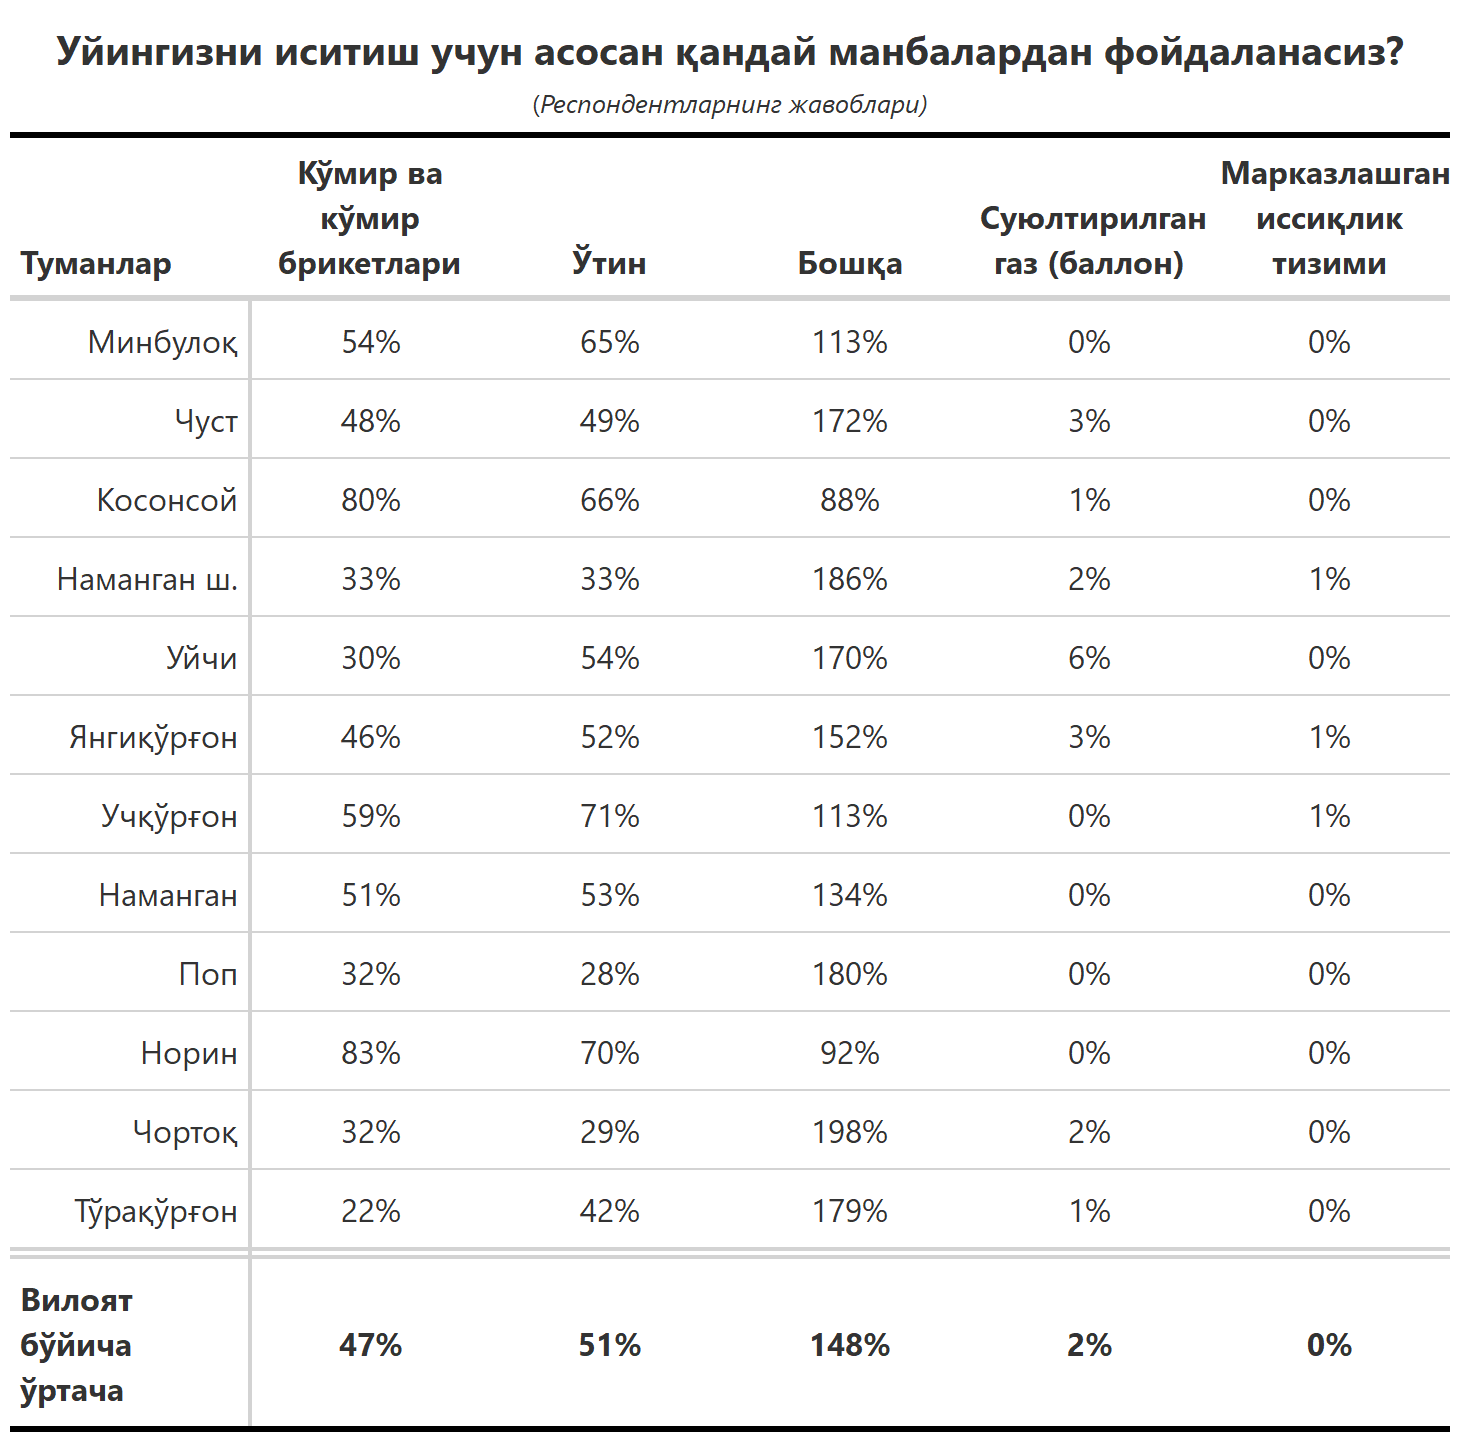 Уйингизни иситиш учун асосан қандай манбалардан фойдаланасиз?
(Респондентларнинг жавоблари)
Туманлар
Кўмир ва
кўмир
брикетлари
Ўтин
Бошқа
Суюлтирилган
газ (баллон)
Марказлашган
иссиқлик
тизими
Минбулоқ 54% 65% 113% 0% 0%
Чуст 48% 49% 172% 3% 0%
Косонсой 80% 66% 88% 1% 0%
Наманган ш. 33% 33% 186% 2% 1%
Уйчи 30% 54% 170% 6% 0%
Янгиқўрғон 46% 52% 152% 3% 1%
Учқўрғон 59% 71% 113% 0% 1%
Наманган 51% 53% 134% 0% 0%
Поп 32% 28% 180% 0% 0%
Норин 83% 70% 92% 0% 0%
Чортоқ 32% 29% 198% 2% 0%
Тўрақўрғон 22% 42% 179% 1% 0%
Вилоят
бўйича
ўртача
47% 51% 148% 2% 0%